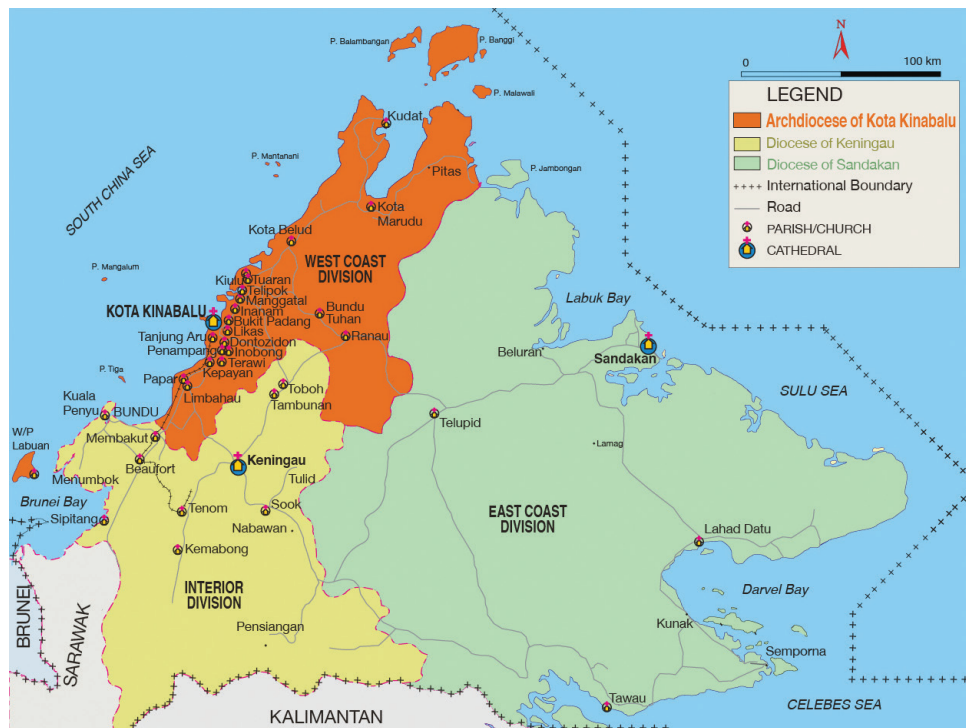 P. Balambangan
P. Banggi
P. Malawali
N
0 100 km
LEGEND
Archdiocese of Kota Kinabalu
Diocese of Keningau
Diocese of Sandakan
International Boundary
Road
PARISH/CHURCH
CATHEDRAL
SOUTH CHINA SEA
Kudat
P. Mantanani
Pitas
P. Jambongan
Kota
Marudu
Kota Belud
WEST COAST
DIVISION
P. Mangalum
Kiulu
Tuaran
Telipok
Manggatal
Inanam
KOTA KINABALU
Bukit Padang
Likas
Bundu
Tuhan
Ranau
Tanjung Aru
Dontozidon
Penampang
Inobong
Kepayan
Terawi
Labuk Bay
Beluran
Sandakan
SULU SEA
P. Tiga
Papar
Limbahau
Toboh
Tambunan
Kuala
Penyu
BUNDU
Membakut
Telupid
Lamag
W/P
Labuan
Beaufort
Keningau
Menumbok
Tulid
Brunei Bay
Sipitang
Tenom
Sook
Nabawan
EAST COAST
DIVISION
Lahad Datu
Kemabong
INTERIOR
DIVISION
Darvel Bay
BRUNEI
SARAWAK
Pensiangan
Kunak
Semporna
Tawau
CELEBES SEA
KALIMANTAN